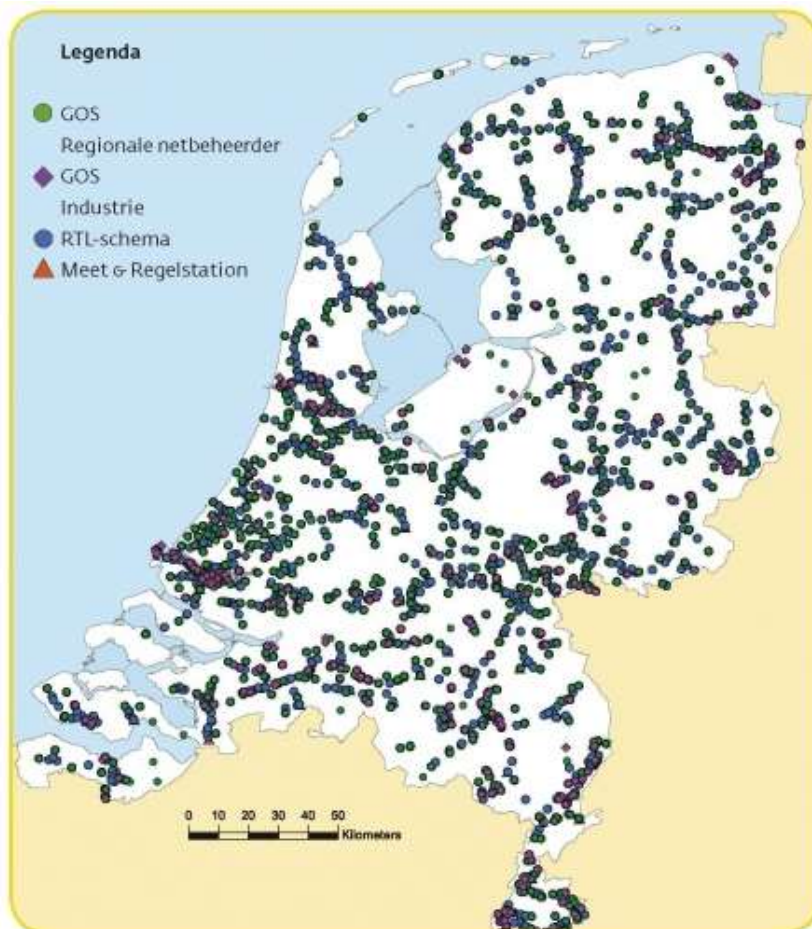 Legenda
GOS
Regionale netbeheerder
GOS
Industrie
RTL-schema
Meet & Regelstation
0 10 20 30 40 50
Kilometers